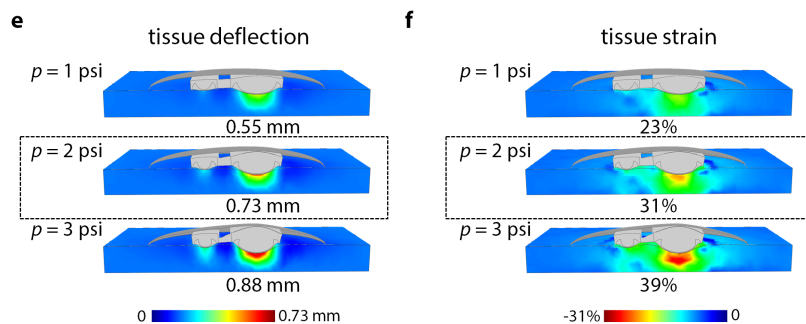 e
tissue deflection
p = 1 psi
0.55 mm
p = 2 psi
0.73 mm
p = 3 psi
0.88 mm
0 0.73 mm
f
tissue strain
p = 1 psi
23%
p = 2 psi
31%
p = 3 psi
39%
-31% 0